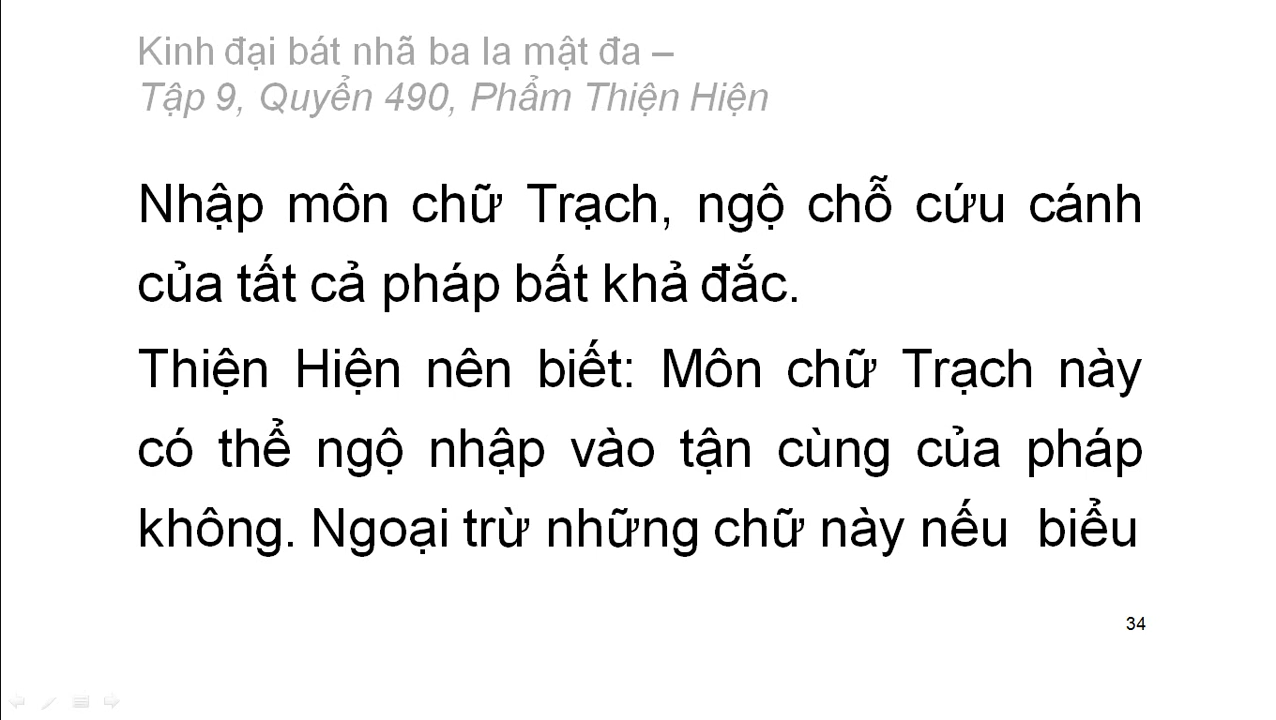 Kinh đại bát nhã ba la mật đa –
Tập 9, Quyển 490, Phẩm Thiện Hiện
Nhập môn chữ Trạch, ngộ chỗ cứu cánh
của tất cả pháp bất khả đắc.
Thiện Hiện nên biết: Môn chữ Trạch này
có thể ngộ nhập vào tận cùng của pháp
không. Ngoại trừ những chữ này nếu biểu
34